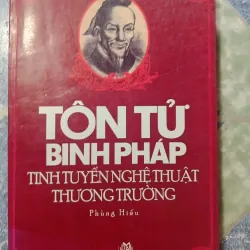 TÔN TỬ
BINH PHÁP
TINH TUYỂN NGHỆ THUẬT
THƯƠNG TRƯỜNG
Phùng Hiếu